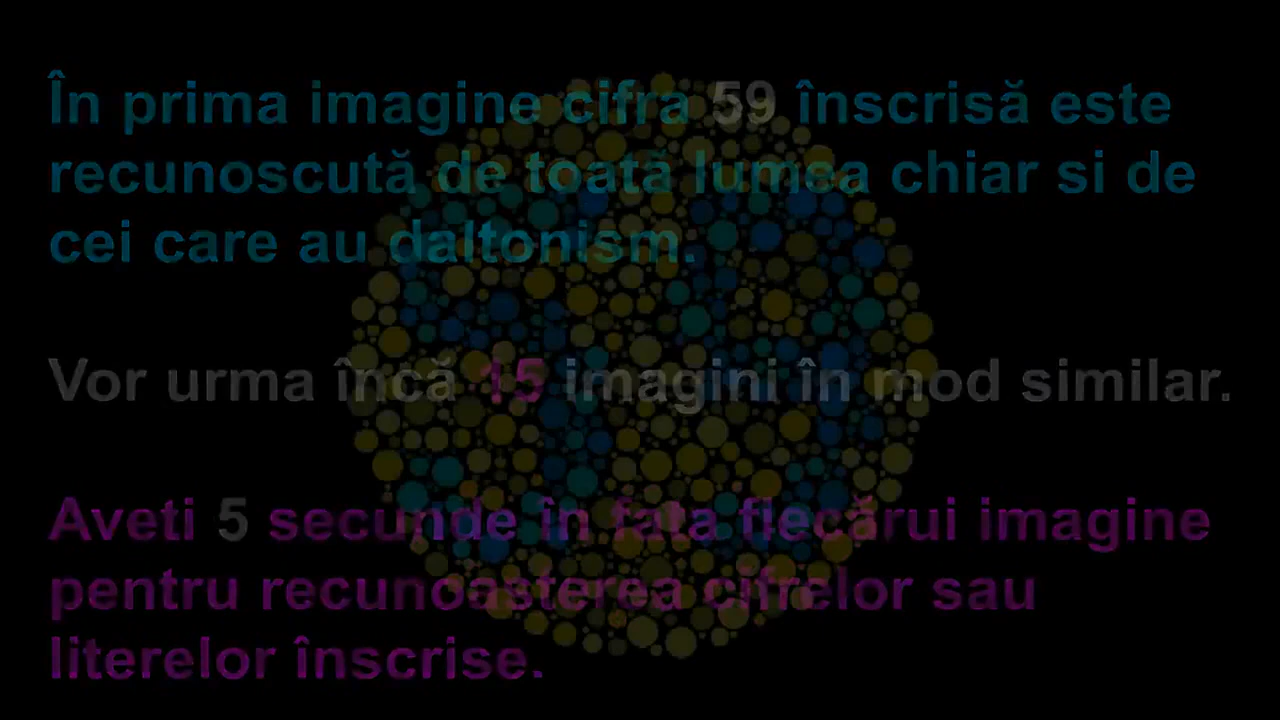 În prima imagine cifra 59 înscrisă este
recunoscută de toată lumea chiar si de
cei care au daltonism.
Vor urma încă 15 imagini în mod similar.
Aveti 5 secunde în fata fiecărui imagine
pentru recunoasterea cifrelor sau
literelor înscrise.